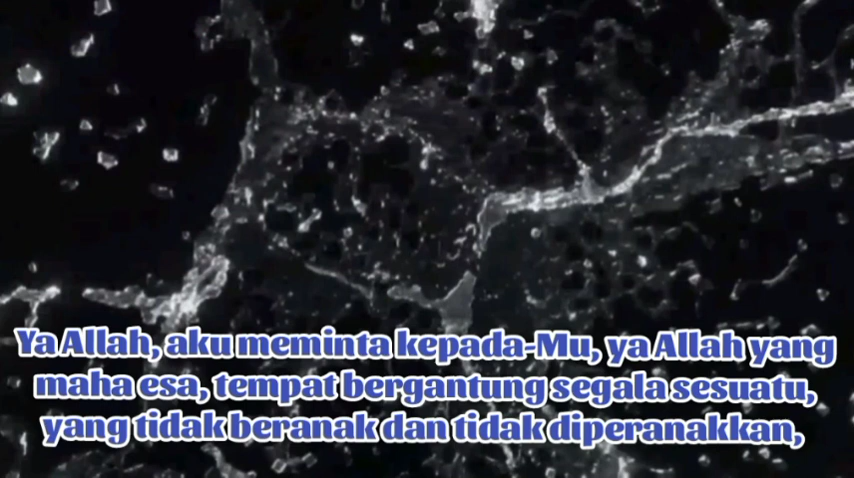 Ya Allah, aku meminta kepada-Mu, ya Allah yang
maha esa, tempat bergantung segala sesuatu,
yang tidak beranak dan tidak diperanakkan,